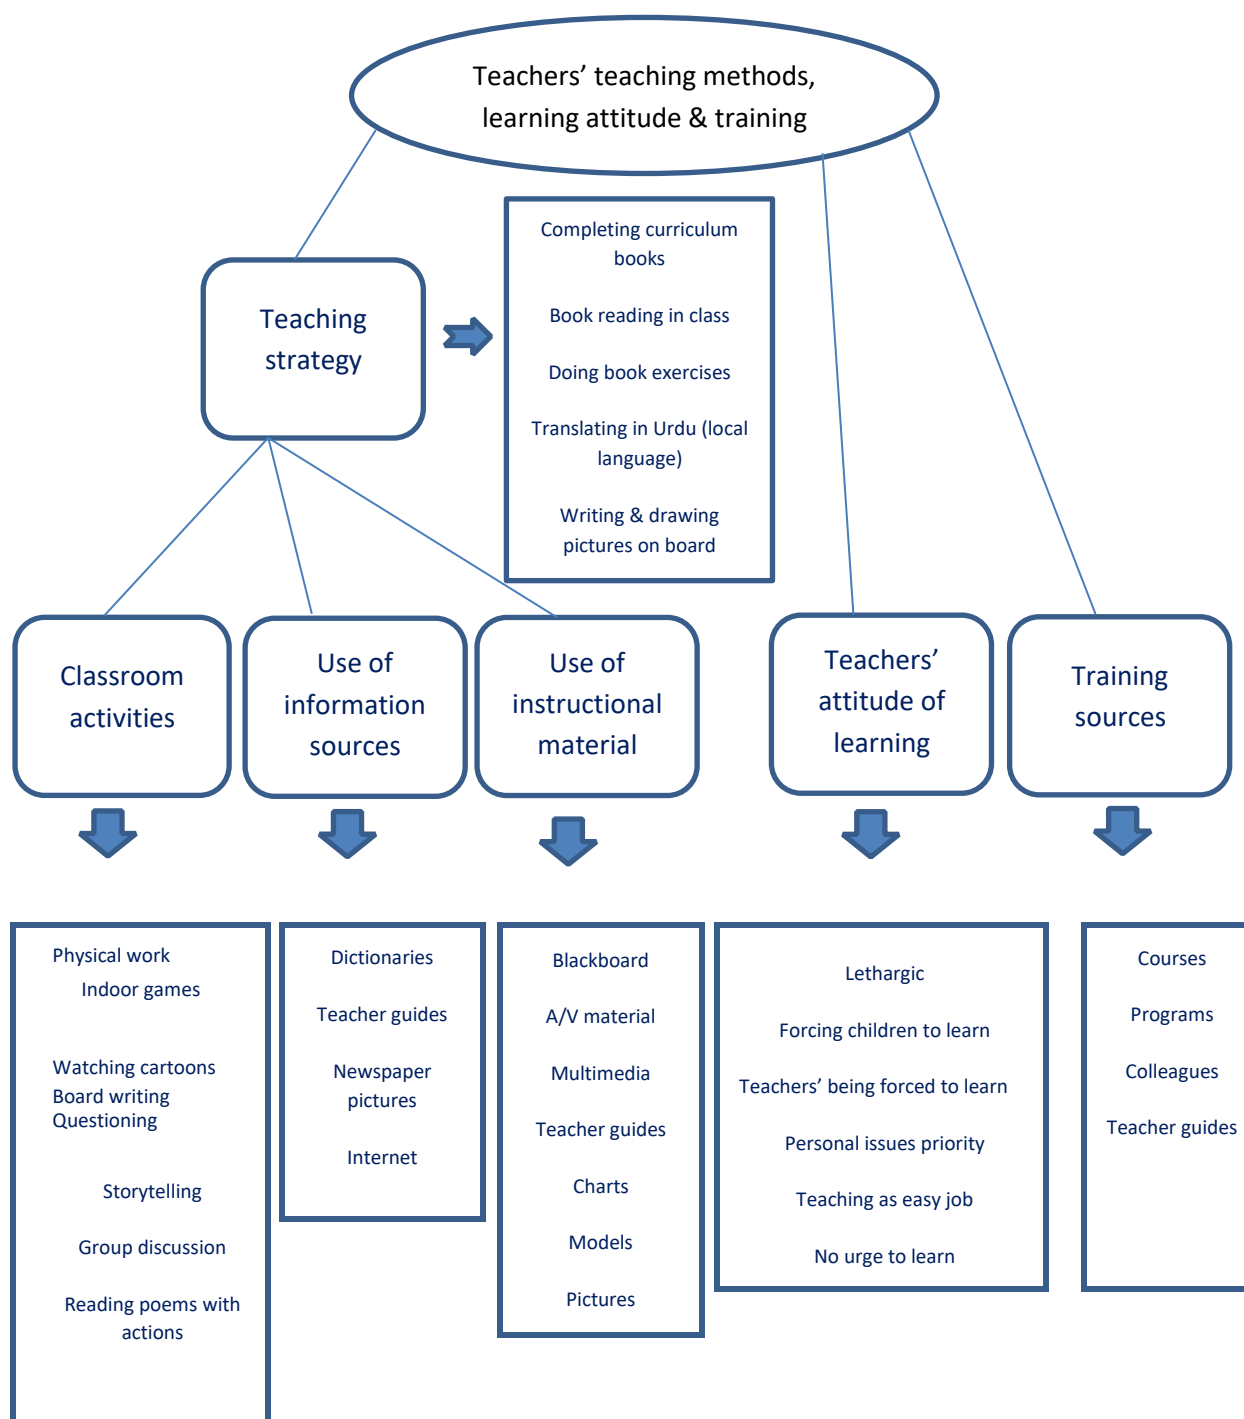 Teachers’ teaching methods,
learning attitude & training
Teaching
strategy
Completing curriculum
books
Book reading in class
Doing book exercises
Translating in Urdu (local
language)
Writing & drawing
pictures on board
Classroom
activities
Use of
information
sources
Use of
instructional
material
Teachers’
attitude of
learning
Training
sources
Physical work
Indoor games
Watching cartoons
Board writing
Questioning
Storytelling
Group discussion
Reading poems with
actions
Dictionaries
Teacher guides
Newspaper
pictures
Internet
Blackboard
A/V material
Multimedia
Teacher guides
Charts
Models
Pictures
Lethargic
Forcing children to learn
Teachers’ being forced to learn
Personal issues priority
Teaching as easy job
No urge to learn
Courses
Programs
Colleagues
Teacher guides